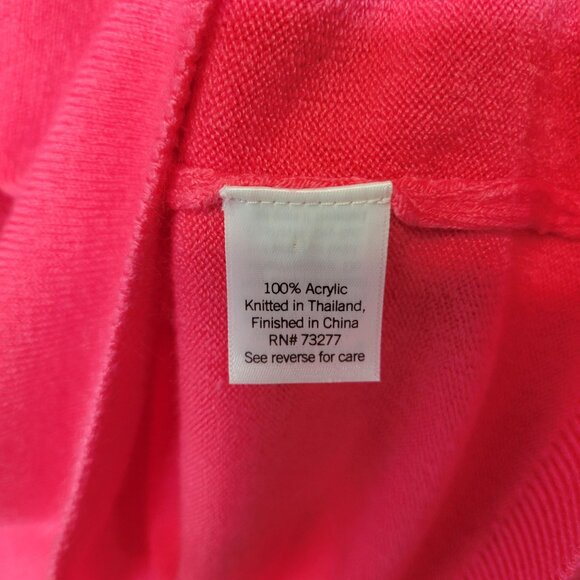 100% Acrylic
Knitted in Thailand,
Finished in China
RN# 73277
See reverse for care